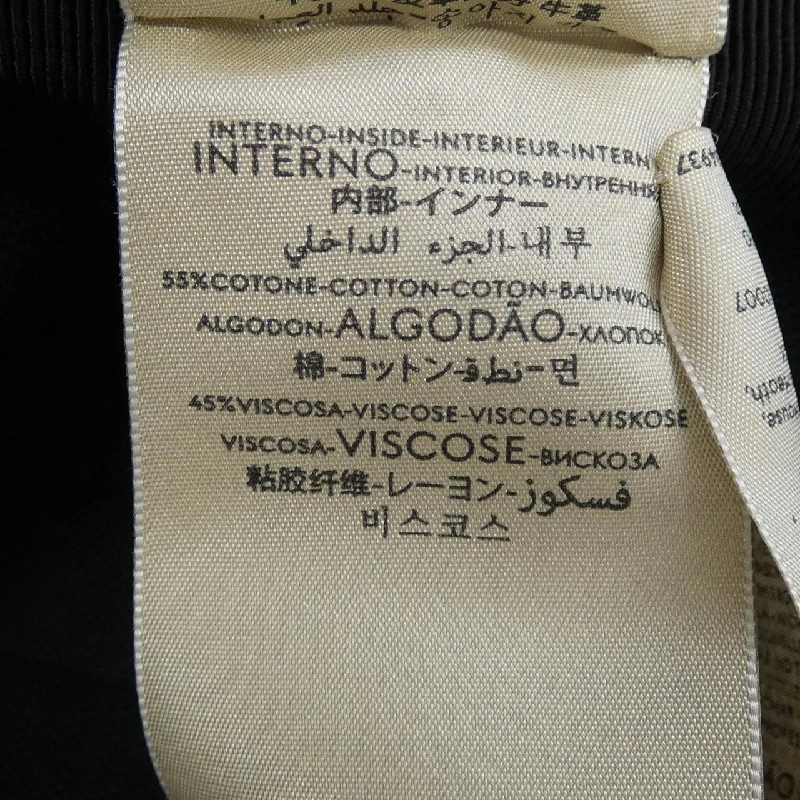 INTERNO-INSIDE-INTERIEUR-INTERN
INTERNO-INTERIOR-ВНУТРЕННЯ
内部-インナー
내부-الجزء الداخلي
55%COTONE-COTTON-COTON-BAUMWOLL
ALGODON-ALGODÃO-ХЛОПОК
棉-コットン-قطن-면
45%VISCOSA-VISCOSE-VISCOSE-VISKOSE
VISCOSA-VISCOSE-ВИСКОЗА
粘胶纤维-レーヨン-فسكوز
비스코스